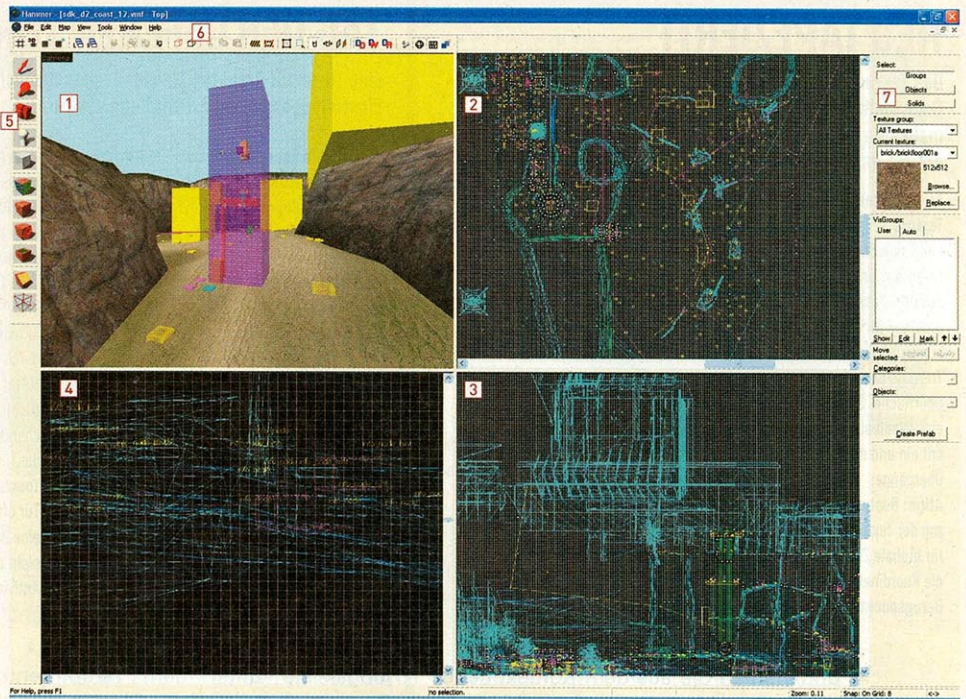 Hammer - [sdk_d2_coast_12.vmf - Top]
File Edit Map View Tools Window Help
6
camera
1
2
5
7
4
3
Select:
Groups
Objects
Solids
Texture group:
All Textures
Current texture:
brick/brickfloor001a
512x512
Browse...
Replace...
VisGroups:
User Auto
Show Edit Mark
Move
selected:
Categories:
Objects:
Create Prefab
For Help, press F1
no selection.
Zoom: 0.11
Snap: On Grid: 8
<->